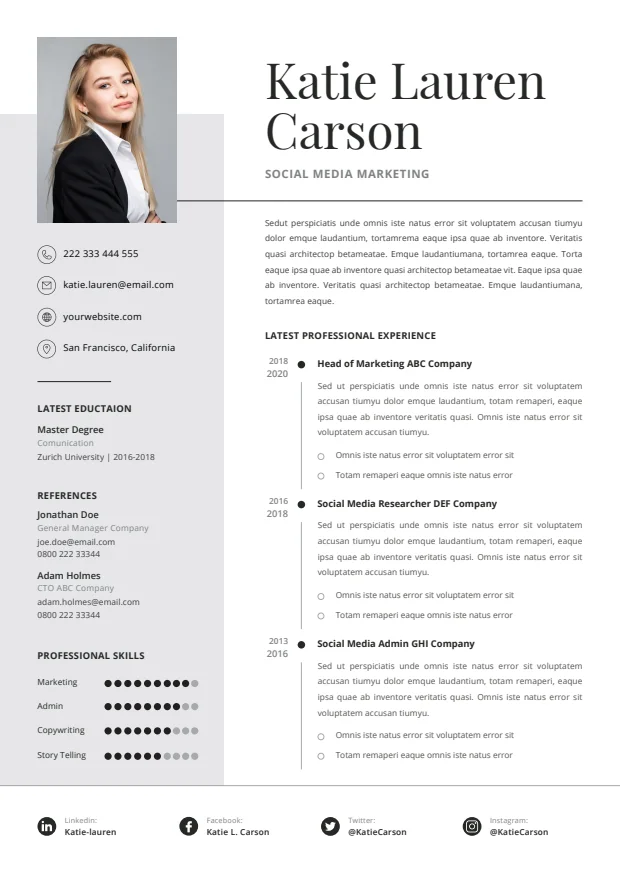 Katie Lauren
Carson
SOCIAL MEDIA MARKETING
222 333 444 555
katie.lauren@email.com
yourwebsite.com
San Francisco, California
LATEST EDUCTAION
Master Degree
Comunication
Zurich University | 2016-2018
REFERENCES
Jonathan Doe
General Manager Company
joe.doe@email.com
0800 222 33344
Adam Holmes
CTO ABC Company
adam.holmes@email.com
0800 222 33344
PROFESSIONAL SKILLS
Marketing
Admin
Copywriting
Story Telling
Sedut perspiciatis unde omnis iste natus error sit voluptatem accusan tiumyu
dolor emque laudantium, tortamrema eaque ipsa quae ab inventore. Veritatis
quasi architectop betameatae. Emque laudantiumana, tortamrea eaque. Torta
eaque ipsa quae ab inventore quasi architectop betameatae vit. Eaque ipsa quae
ab inventore. Veritatis quasi architectop betameatae. Emque laudantiumana,
tortamrea eaque.
LATEST PROFESSIONAL EXPERIENCE
2018
2020
Head of Marketing ABC Company
Sed ut perspiciatis unde omnis iste natus error sit voluptatem
accusan tiumyu dolor emque laudantium, totam remaperi, eaque
ipsa quae ab inventore veritatis quasi. Omnis iste natus error sit
voluptatem accusan tiumyu.
Omnis iste natus error sit voluptatem error sit
Totam remaperi eaque omnis iste natus error
2016
2018
Social Media Researcher DEF Company
Sed ut perspiciatis unde omnis iste natus error sit voluptatem
accusan tiumyu dolor emque laudantium, totam remaperi, eaque
ipsa quae ab inventore veritatis quasi. Omnis iste natus error sit
voluptatem accusan tiumyu.
Omnis iste natus error sit voluptatem error sit
Totam remaperi eaque omnis iste natus error
2013
2016
Social Media Admin GHI Company
Sed ut perspiciatis unde omnis iste natus error sit voluptatem
accusan tiumyu dolor emque laudantium, totam remaperi, eaque
ipsa quae ab inventore veritatis quasi. Omnis iste natus error sit
voluptatem accusan tiumyu.
Omnis iste natus error sit voluptatem error sit
Totam remaperi eaque omnis iste natus error
Linkedin:
Katie-lauren
Facebook:
Katie L. Carson
Twitter:
@KatieCarson
Instagram:
@KatieCarson